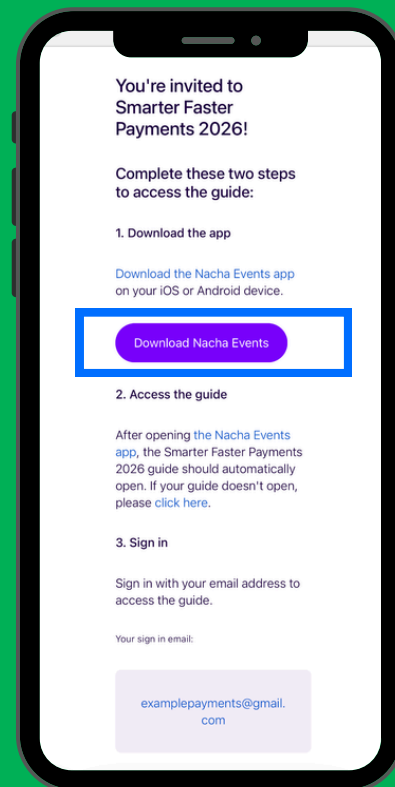 You're invited to
Smarter Faster
Payments 2026!
Complete these two steps
to access the guide:
1. Download the app
Download the Nacha Events app
on your iOS or Android device.
Download Nacha Events
2. Access the guide
After opening the Nacha Events
app, the Smarter Faster Payments
2026 guide should automatically
open. If your guide doesn't open,
please click here.
3. Sign in
Sign in with your email address to
access the guide.
Your sign in email:
examplepayments@gmail.
com